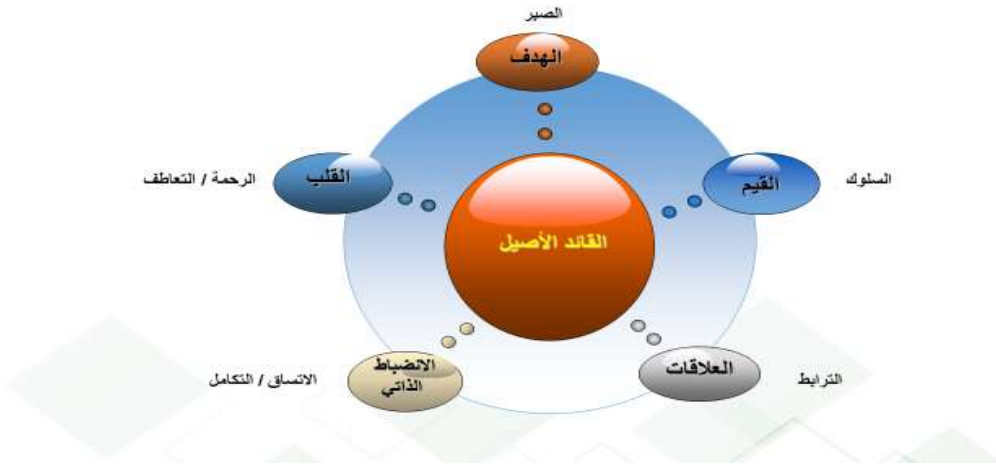 الصبر
الهدف
السلوك
القيم
القلب
الرحمة / التعاطف
القائد الأصيل
الترابط
العلاقات
الانضباط
الذاتي
الاتساق / التكامل